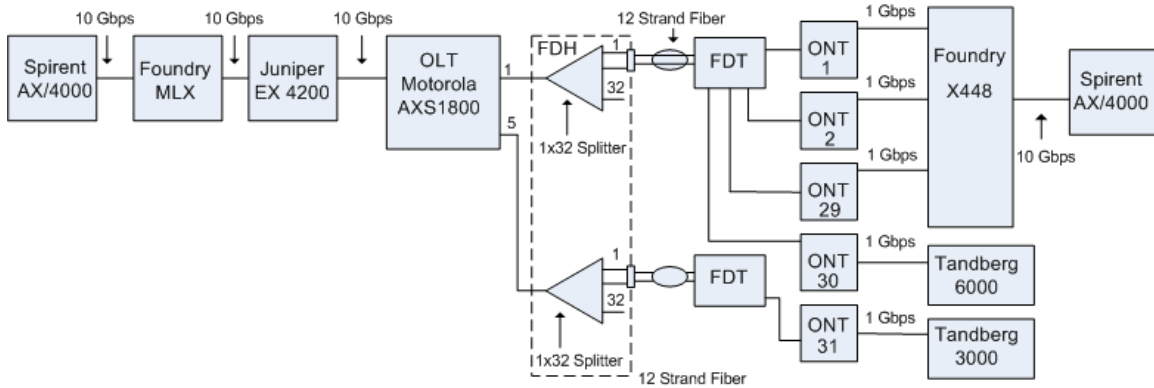 10 Gbps
10 Gbps
10 Gbps
Spirent
AX/4000
Foundry
MLX
Juniper
EX 4200
OLT
Motorola
AXS1800
1
5
FDH
1
32
1x32 Splitter
12 Strand Fiber
FDT
ONT
1
ONT
2
ONT
29
ONT
30
1 Gbps
1 Gbps
1 Gbps
1 Gbps
Foundry
X448
10 Gbps
Spirent
AX/4000
Tandberg
6000
1
32
1x32 Splitter
12 Strand Fiber
FDT
ONT
31
1 Gbps
Tandberg
3000